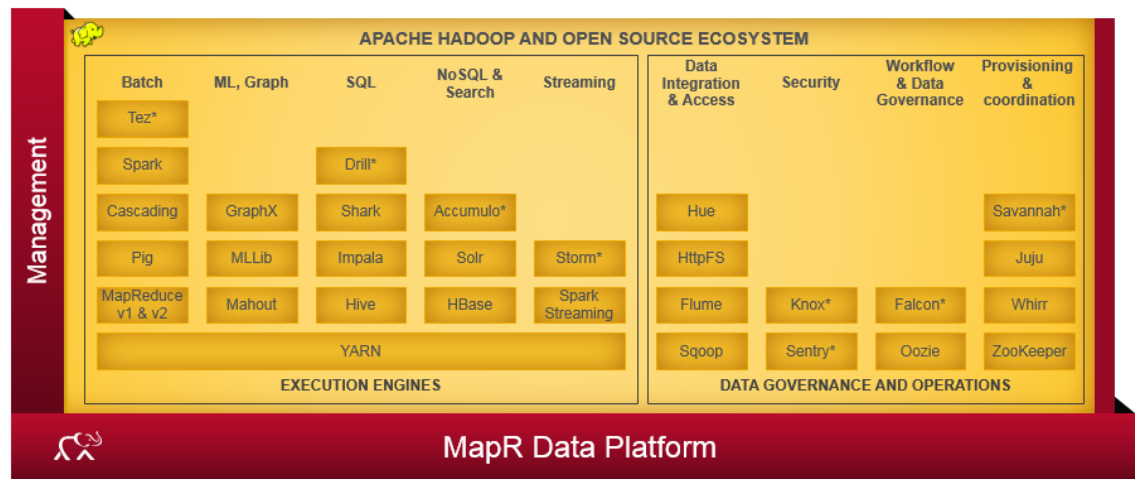 APACHE HADOOP AND OPEN SOURCE ECOSYSTEM
Management
Batch
Tez*
Spark
Cascading
Pig
MapReduce
v1 & v2
ML, Graph
GraphX
MLLib
Mahout
SQL
Drill*
Shark
Impala
Hive
NoSQL &
Search
Accumulo*
Solr
HBase
Streaming
Storm*
Spark
Streaming
YARN
EXECUTION ENGINES
Data
Integration
& Access
Hue
HttpFS
Flume
Sqoop
Security
Knox*
Sentry*
Workflow
& Data
Governance
Falcon*
Oozie
Provisioning
&
coordination
Savannah*
Juju
Whirr
ZooKeeper
DATA GOVERNANCE AND OPERATIONS
MapR Data Platform